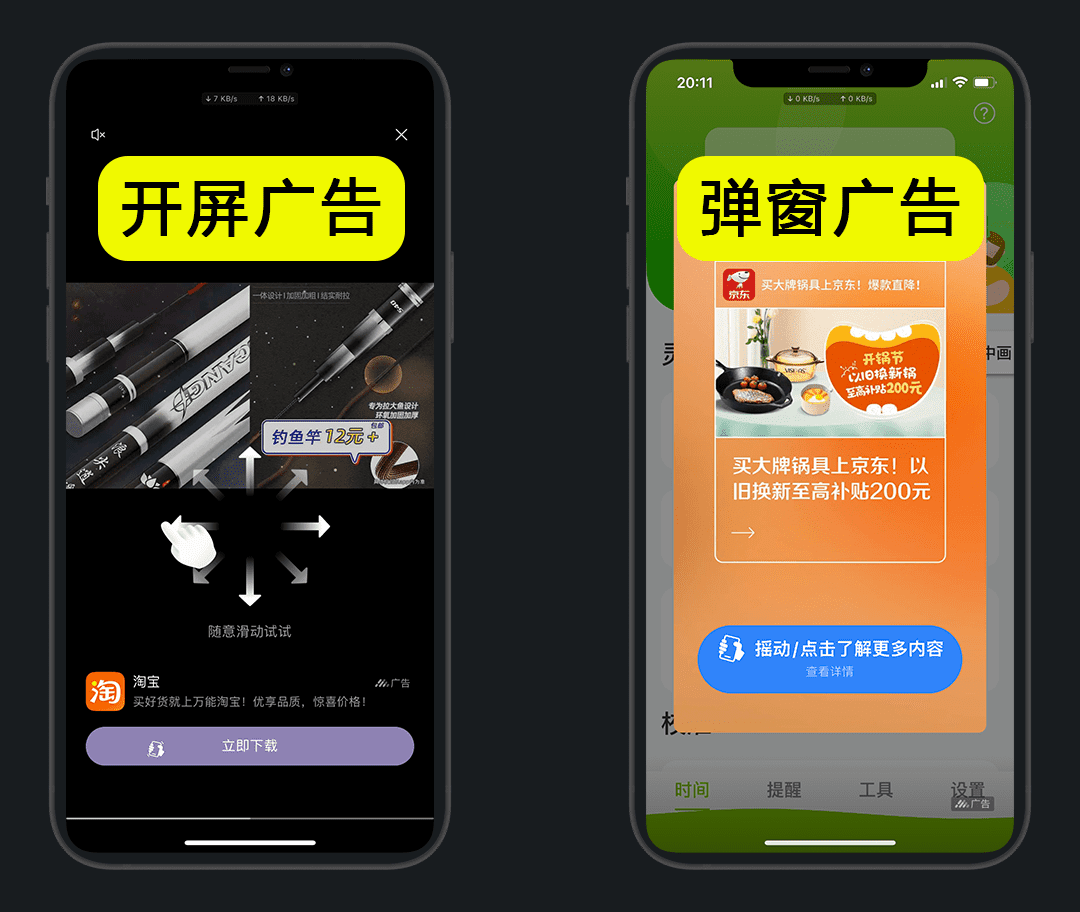 ↓ 7 KB/s ↑ 18 KB/s
开屏广告
一体设计 | 加固加粗 | 结实耐拉
专为拉大鱼设计
环氧加固加厚
包邮
钓鱼竿 12元+
随意滑动试试
淘
淘宝
广告
买好货就上万能淘宝！优享品质，惊喜价格！
立即下载
20:11
↓ 0 KB/s ↑ 0 KB/s
?
弹窗广告
京东
买大牌锅具上京东！爆款直降！
开锅节
以旧换新锅
至高补贴200元
中画
买大牌锅具上京东！以
旧换新至高补贴200元
摇动/点击了解更多内容
查看详情
时间 提醒 工具 设置
广告